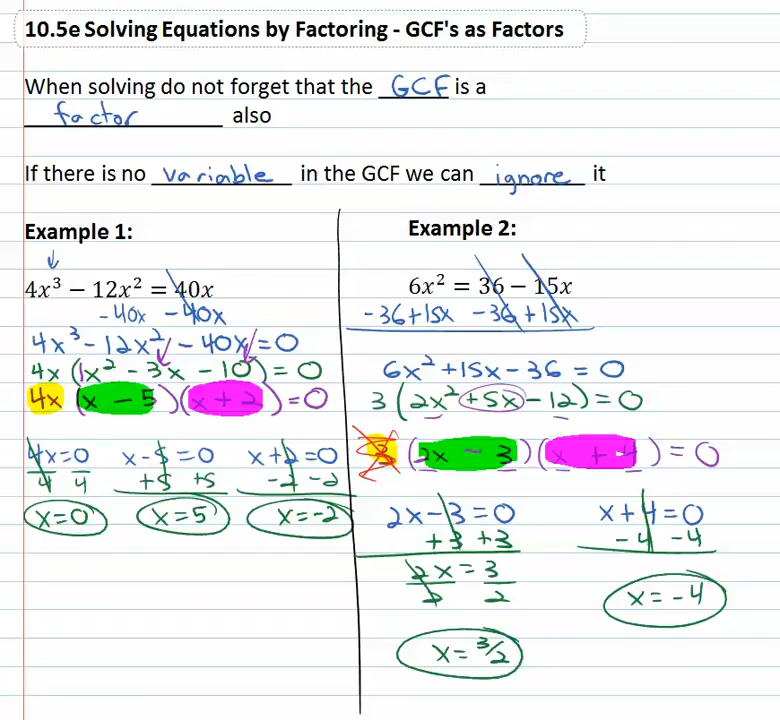 10.5e Solving Equations by Factoring - GCF's as Factors
When solving do not forget that the GCF is a
factor also
If there is no variable in the GCF we can ignore it
Example 1:
4x³ − 12x² = 40x
-40x -40x
4x³ - 12x² - 40x = 0
4x (1x² - 3x - 10) = 0
4x (x - 5)(x + 2) = 0
4x=0 x-5=0 x+2=0
4 4 +5 +5 -2 -2
x=0 x=5 x=-2
Example 2:
6x² = 36 − 15x
-36+15x -36+15x
6x²+15x-36 = 0
3 (2x²+5x-12) = 0
3 (2x - 3)(x + 4) = 0
2x-3=0 x+4=0
+3 +3 -4 -4
2x = 3
2 2
x = -4
x = 3/2